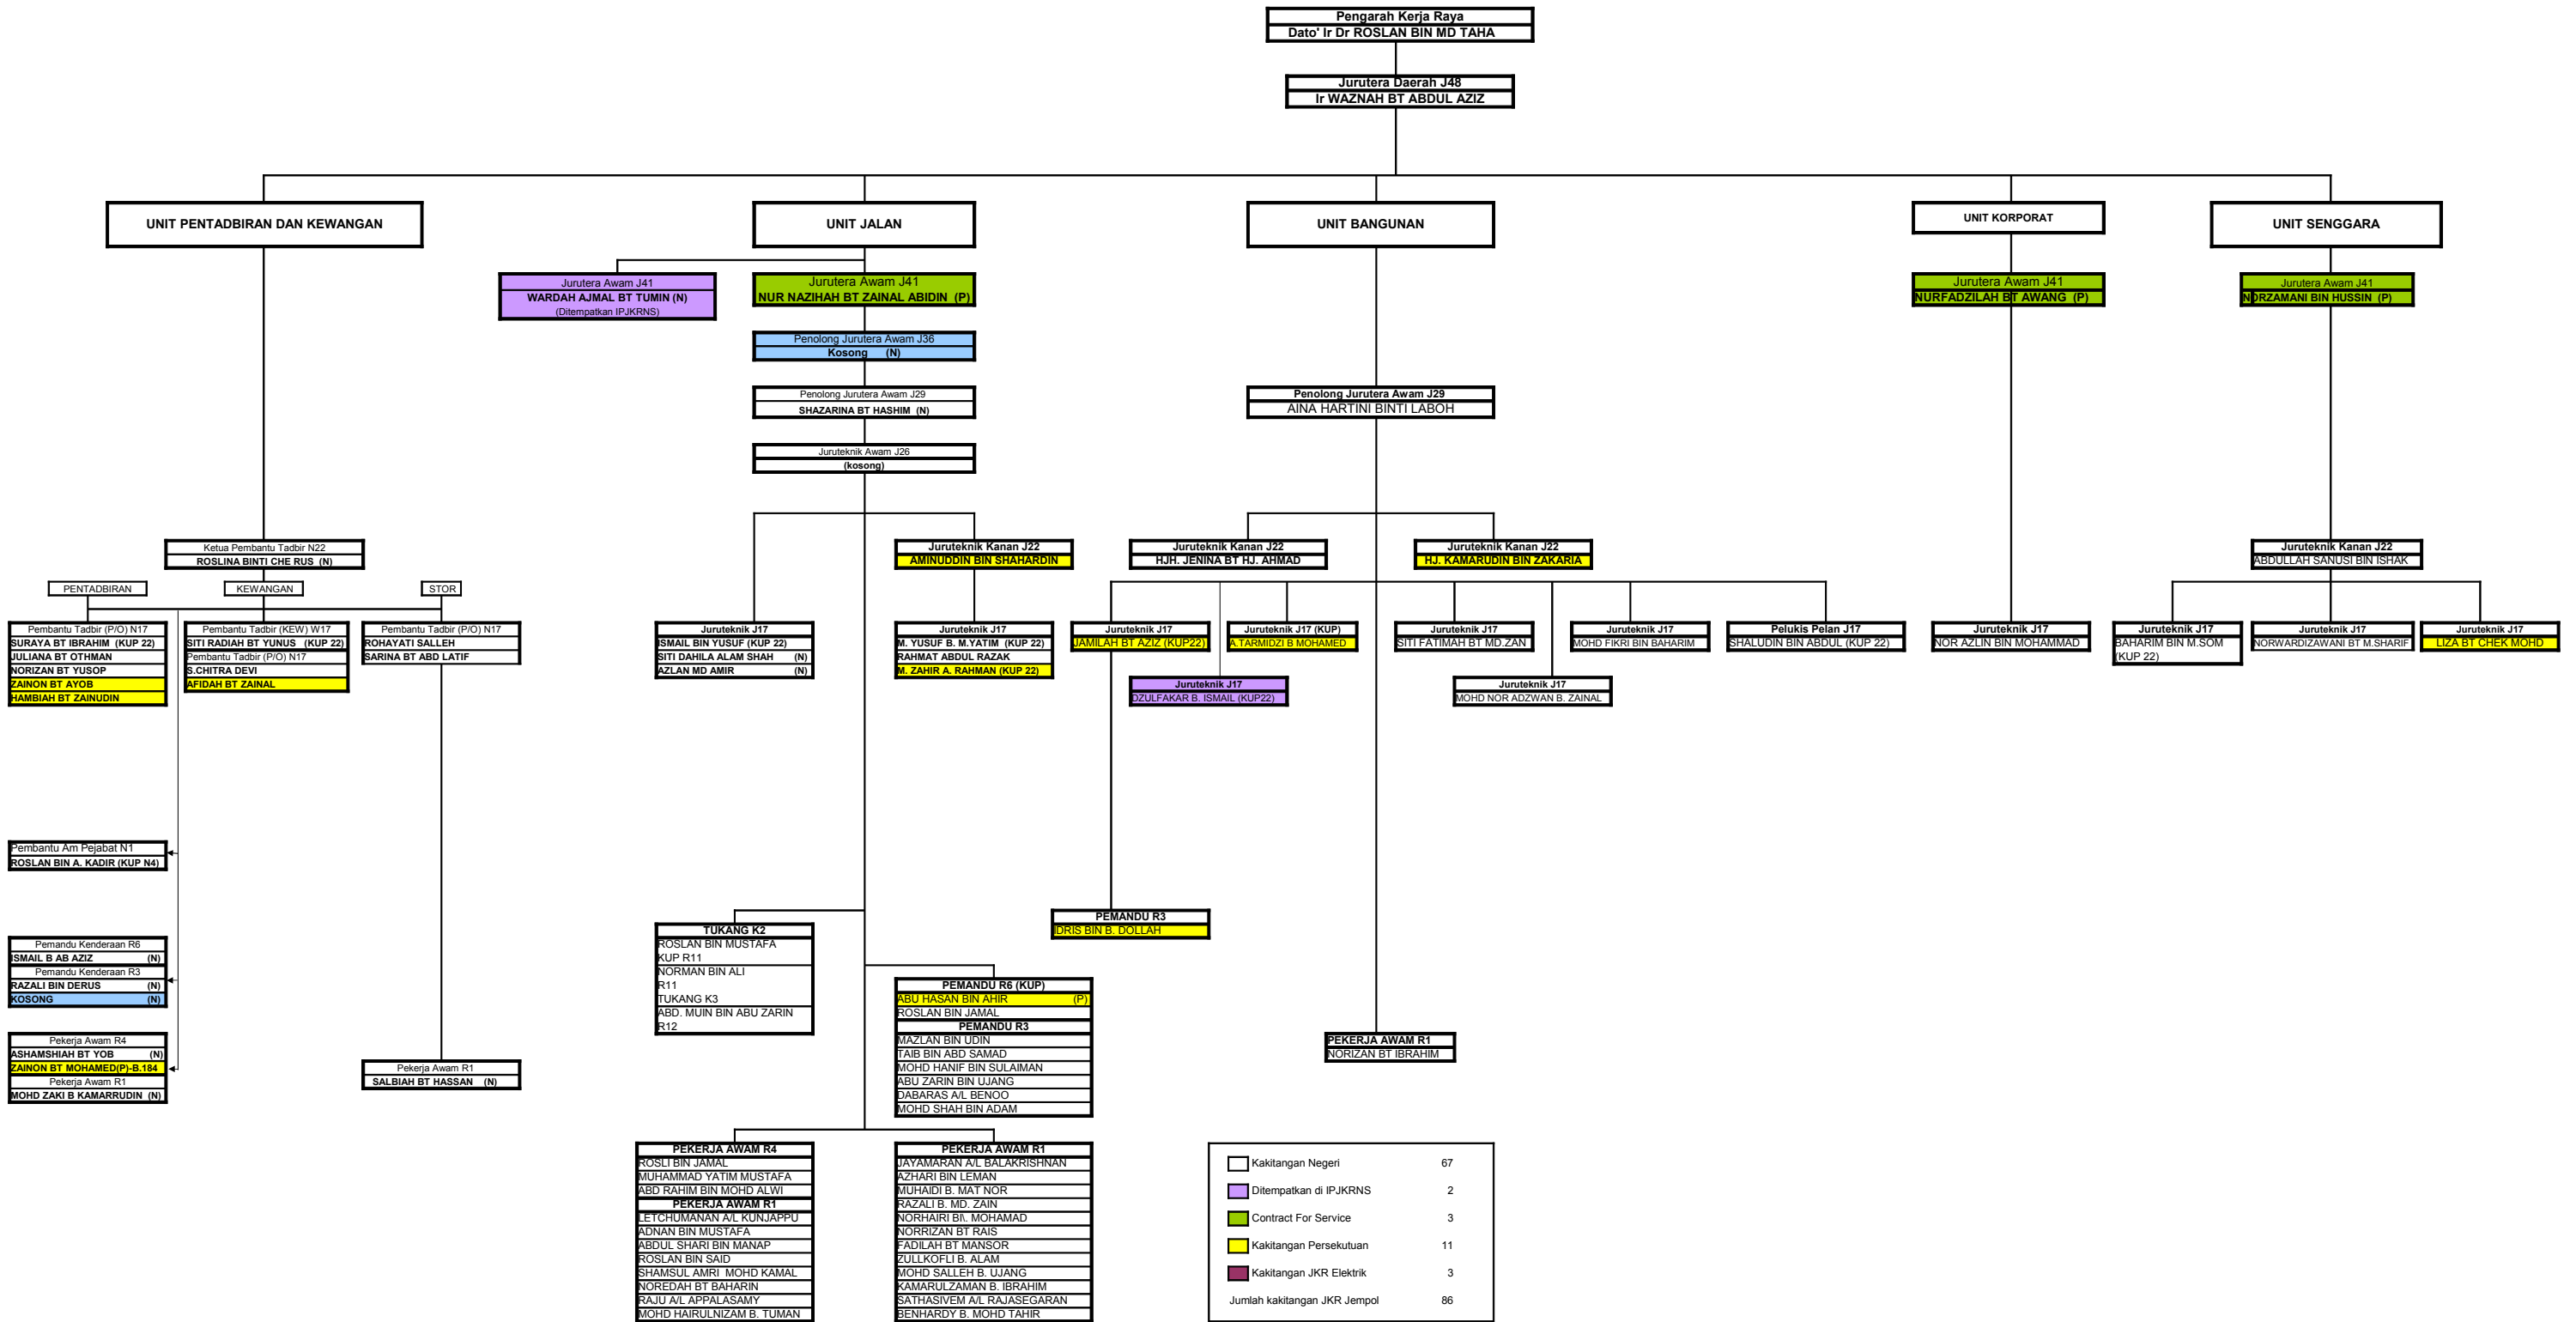 Pengarah Kerja Raya
Dato' Ir Dr ROSLAN BIN MD TAHA
Jurutera Daerah J48
Ir WAZNAH BT ABDUL AZIZ
UNIT PENTADBIRAN DAN KEWANGAN
UNIT JALAN
UNIT BANGUNAN
UNIT KORPORAT
UNIT SENGGARA
Jurutera Awam J41
WARDAH AJMAL BT TUMIN (N)
(Ditempatkan IPJKRNS)
Jurutera Awam J41
NUR NAZIHAH BT ZAINAL ABIDIN (P)
Jurutera Awam J41
NURFADZILAH BT AWANG (P)
Jurutera Awam J41
NORZAMANI BIN HUSSIN (P)
Penolong Jurutera Awam J36
Kosong (N)
Penolong Jurutera Awam J29
SHAZARINA BT HASHIM (N)
Penolong Jurutera Awam J29
AINA HARTINI BINTI LABOH
Juruteknik Awam J26
(kosong)
Ketua Pembantu Tadbir N22
ROSLINA BINTI CHE RUS (N)
Juruteknik Kanan J22
AMINUDDIN BIN SHAHARDIN
Juruteknik Kanan J22
HJH. JENINA BT HJ. AHMAD
Juruteknik Kanan J22
HJ. KAMARUDIN BIN ZAKARIA
Juruteknik Kanan J22
ABDULLAH SANUSI BIN ISHAK
PENTADBIRAN
KEWANGAN
STOR
Pembantu Tadbir (P/O) N17
SURAYA BT IBRAHIM (KUP 22)
JULIANA BT OTHMAN
NORIZAN BT YUSOP
ZAINON BT AYOB
HAMBIAH BT ZAINUDIN
Pembantu Tadbir (KEW) W17
SITI RADIAH BT YUNUS (KUP 22)
Pembantu Tadbir (P/O) N17
S.CHITRA DEVI
AFIDAH BT ZAINAL
Pembantu Tadbir (P/O) N17
ROHAYATI SALLEH
SARINA BT ABD LATIF
Juruteknik J17
ISMAIL BIN YUSUF (KUP 22)
SITI DAHILA ALAM SHAH (N)
AZLAN MD AMIR (N)
Juruteknik J17
M. YUSUF B. M.YATIM (KUP 22)
RAHMAT ABDUL RAZAK
M. ZAHIR A. RAHMAN (KUP 22)
Juruteknik J17
JAMILAH BT AZIZ (KUP22)
Juruteknik J17 (KUP)
A.TARMIDZI B MOHAMED
Juruteknik J17
SITI FATIMAH BT MD.ZAN
Juruteknik J17
MOHD FIKRI BIN BAHARIM
Pelukis Pelan J17
SHALUDIN BIN ABDUL (KUP 22)
Juruteknik J17
NOR AZLIN BIN MOHAMMAD
Juruteknik J17
BAHARIM BIN M.SOM
(KUP 22)
Juruteknik J17
NORWARDIZAWANI BT M.SHARIF
Juruteknik J17
LIZA BT CHEK MOHD
Juruteknik J17
DZULFAKAR B. ISMAIL (KUP22)
Juruteknik J17
MOHD NOR ADZWAN B. ZAINAL
Pembantu Am Pejabat N1
ROSLAN BIN A. KADIR (KUP N4)
Pemandu Kenderaan R6
ISMAIL B AB AZIZ (N)
Pemandu Kenderaan R3
RAZALI BIN DERUS (N)
KOSONG (N)
Pekerja Awam R4
ASHAMSHIAH BT YOB (N)
ZAINON BT MOHAMED(P)-B.184
Pekerja Awam R1
MOHD ZAKI B KAMARRUDIN (N)
Pekerja Awam R1
SALBIAH BT HASSAN (N)
TUKANG K2
ROSLAN BIN MUSTAFA
KUP R11
NORMAN BIN ALI
R11
TUKANG K3
ABD. MUIN BIN ABU ZARIN
R12
PEMANDU R3
IDRIS BIN B. DOLLAH
PEMANDU R6 (KUP)
ABU HASAN BIN AHIR (P)
ROSLAN BIN JAMAL
PEMANDU R3
MAZLAN BIN UDIN
TAIB BIN ABD SAMAD
MOHD HANIF BIN SULAIMAN
ABU ZARIN BIN UJANG
DABARAS A/L BENOO
MOHD SHAH BIN ADAM
PEKERJA AWAM R1
NORIZAN BT IBRAHIM
PEKERJA AWAM R4
ROSLI BIN JAMAL
MUHAMMAD YATIM MUSTAFA
ABD RAHIM BIN MOHD ALWI
PEKERJA AWAM R1
LETCHUMANAN A/L KUNJAPPU
ADNAN BIN MUSTAFA
ABDUL SHARI BIN MANAP
ROSLAN BIN SAID
SHAMSUL AMRI MOHD KAMAL
NOREDAH BT BAHARIN
RAJU A/L APPALASAMY
MOHD HAIRULNIZAM B. TUMAN
PEKERJA AWAM R1
JAYAMARAN A/L BALAKRISHNAN
AZHARI BIN LEMAN
MUHAIDI B. MAT NOR
RAZALI B. MD. ZAIN
NORHAIRI BI\. MOHAMAD
NORRIZAN BT RAIS
FADILAH BT MANSOR
ZULLKOFLI B. ALAM
MOHD SALLEH B. UJANG
KAMARULZAMAN B. IBRAHIM
SATHASIVEM A/L RAJASEGARAN
BENHARDY B. MOHD TAHIR
Kakitangan Negeri 67
Ditempatkan di IPJKRNS 2
Contract For Service 3
Kakitangan Persekutuan 11
Kakitangan JKR Elektrik 3
Jumlah kakitangan JKR Jempol 86